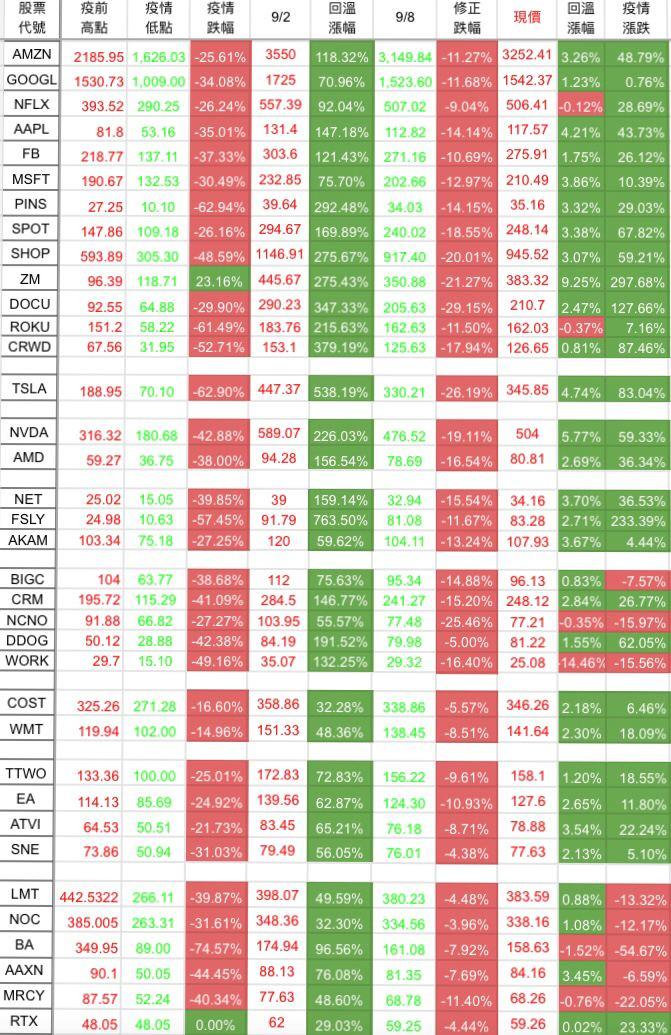 股票代號 疫前高點 疫情低點 疫情跌幅 9/2 回溫漲幅 9/8 修正跌幅 現價 回溫漲幅 疫情漲跌
AMZN 2185.95 1,626.03 -25.61% 3550 118.32% 3,149.84 -11.27% 3252.41 3.26% 48.79%
GOOGL 1530.73 1,009.00 -34.08% 1725 70.96% 1,523.60 -11.68% 1542.37 1.23% 0.76%
NFLX 393.52 290.25 -26.24% 557.39 92.04% 507.02 -9.04% 506.41 -0.12% 28.69%
AAPL 81.8 53.16 -35.01% 131.4 147.18% 112.82 -14.14% 117.57 4.21% 43.73%
FB 218.77 137.11 -37.33% 303.6 121.43% 271.16 -10.69% 275.91 1.75% 26.12%
MSFT 190.67 132.53 -30.49% 232.85 75.70% 202.66 -12.97% 210.49 3.86% 10.39%
PINS 27.25 10.10 -62.94% 39.64 292.48% 34.03 -14.15% 35.16 3.32% 29.03%
SPOT 147.86 109.18 -26.16% 294.67 169.89% 240.02 -18.55% 248.14 3.38% 67.82%
SHOP 593.89 305.30 -48.59% 1146.91 275.67% 917.40 -20.01% 945.52 3.07% 59.21%
ZM 96.39 118.71 23.16% 445.67 275.43% 350.88 -21.27% 383.32 9.25% 297.68%
DOCU 92.55 64.88 -29.90% 290.23 347.33% 205.63 -29.15% 210.7 2.47% 127.66%
ROKU 151.2 58.22 -61.49% 183.76 215.63% 162.63 -11.50% 162.03 -0.37% 7.16%
CRWD 67.56 31.95 -52.71% 153.1 379.19% 125.63 -17.94% 126.65 0.81% 87.46%
TSLA 188.95 70.10 -62.90% 447.37 538.19% 330.21 -26.19% 345.85 4.74% 83.04%
NVDA 316.32 180.68 -42.88% 589.07 226.03% 476.52 -19.11% 504 5.77% 59.33%
AMD 59.27 36.75 -38.00% 94.28 156.54% 78.69 -16.54% 80.81 2.69% 36.34%
NET 25.02 15.05 -39.85% 39 159.14% 32.94 -15.54% 34.16 3.70% 36.53%
FSLY 24.98 10.63 -57.45% 91.79 763.50% 81.08 -11.67% 83.28 2.71% 233.39%
AKAM 103.34 75.18 -27.25% 120 59.62% 104.11 -13.24% 107.93 3.67% 4.44%
BIGC 104 63.77 -38.68% 112 75.63% 95.34 -14.88% 96.13 0.83% -7.57%
CRM 195.72 115.29 -41.09% 284.5 146.77% 241.27 -15.20% 248.12 2.84% 26.77%
NCNO 91.88 66.82 -27.27% 103.95 55.57% 77.48 -25.46% 77.21 -0.35% -15.97%
DDOG 50.12 28.88 -42.38% 84.19 191.52% 79.98 -5.00% 81.22 1.55% 62.05%
WORK 29.7 15.10 -49.16% 35.07 132.25% 29.32 -16.40% 25.08 -14.46% -15.56%
COST 325.26 271.28 -16.60% 358.86 32.28% 338.86 -5.57% 346.26 2.18% 6.46%
WMT 119.94 102.00 -14.96% 151.33 48.36% 138.45 -8.51% 141.64 2.30% 18.09%
TTWO 133.36 100.00 -25.01% 172.83 72.83% 156.22 -9.61% 158.1 1.20% 18.55%
EA 114.13 85.69 -24.92% 139.56 62.87% 124.30 -10.93% 127.6 2.65% 11.80%
ATVI 64.53 50.51 -21.73% 83.45 65.21% 76.18 -8.71% 78.88 3.54% 22.24%
SNE 73.86 50.94 -31.03% 79.49 56.05% 76.01 -4.38% 77.63 2.13% 5.10%
LMT 442.5322 266.11 -39.87% 398.07 49.59% 380.23 -4.48% 383.59 0.88% -13.32%
NOC 385.005 263.31 -31.61% 348.36 32.30% 334.56 -3.96% 338.16 1.08% -12.17%
BA 349.95 89.00 -74.57% 174.94 96.56% 161.08 -7.92% 158.63 -1.52% -54.67%
AAXN 90.1 50.05 -44.45% 88.13 76.08% 81.35 -7.69% 84.16 3.45% -6.59%
MRCY 87.57 52.24 -40.34% 77.63 48.60% 68.78 -11.40% 68.26 -0.76% -22.05%
RTX 48.05 48.05 0.00% 62 29.03% 59.25 -4.44% 59.26 0.02% 23.33%